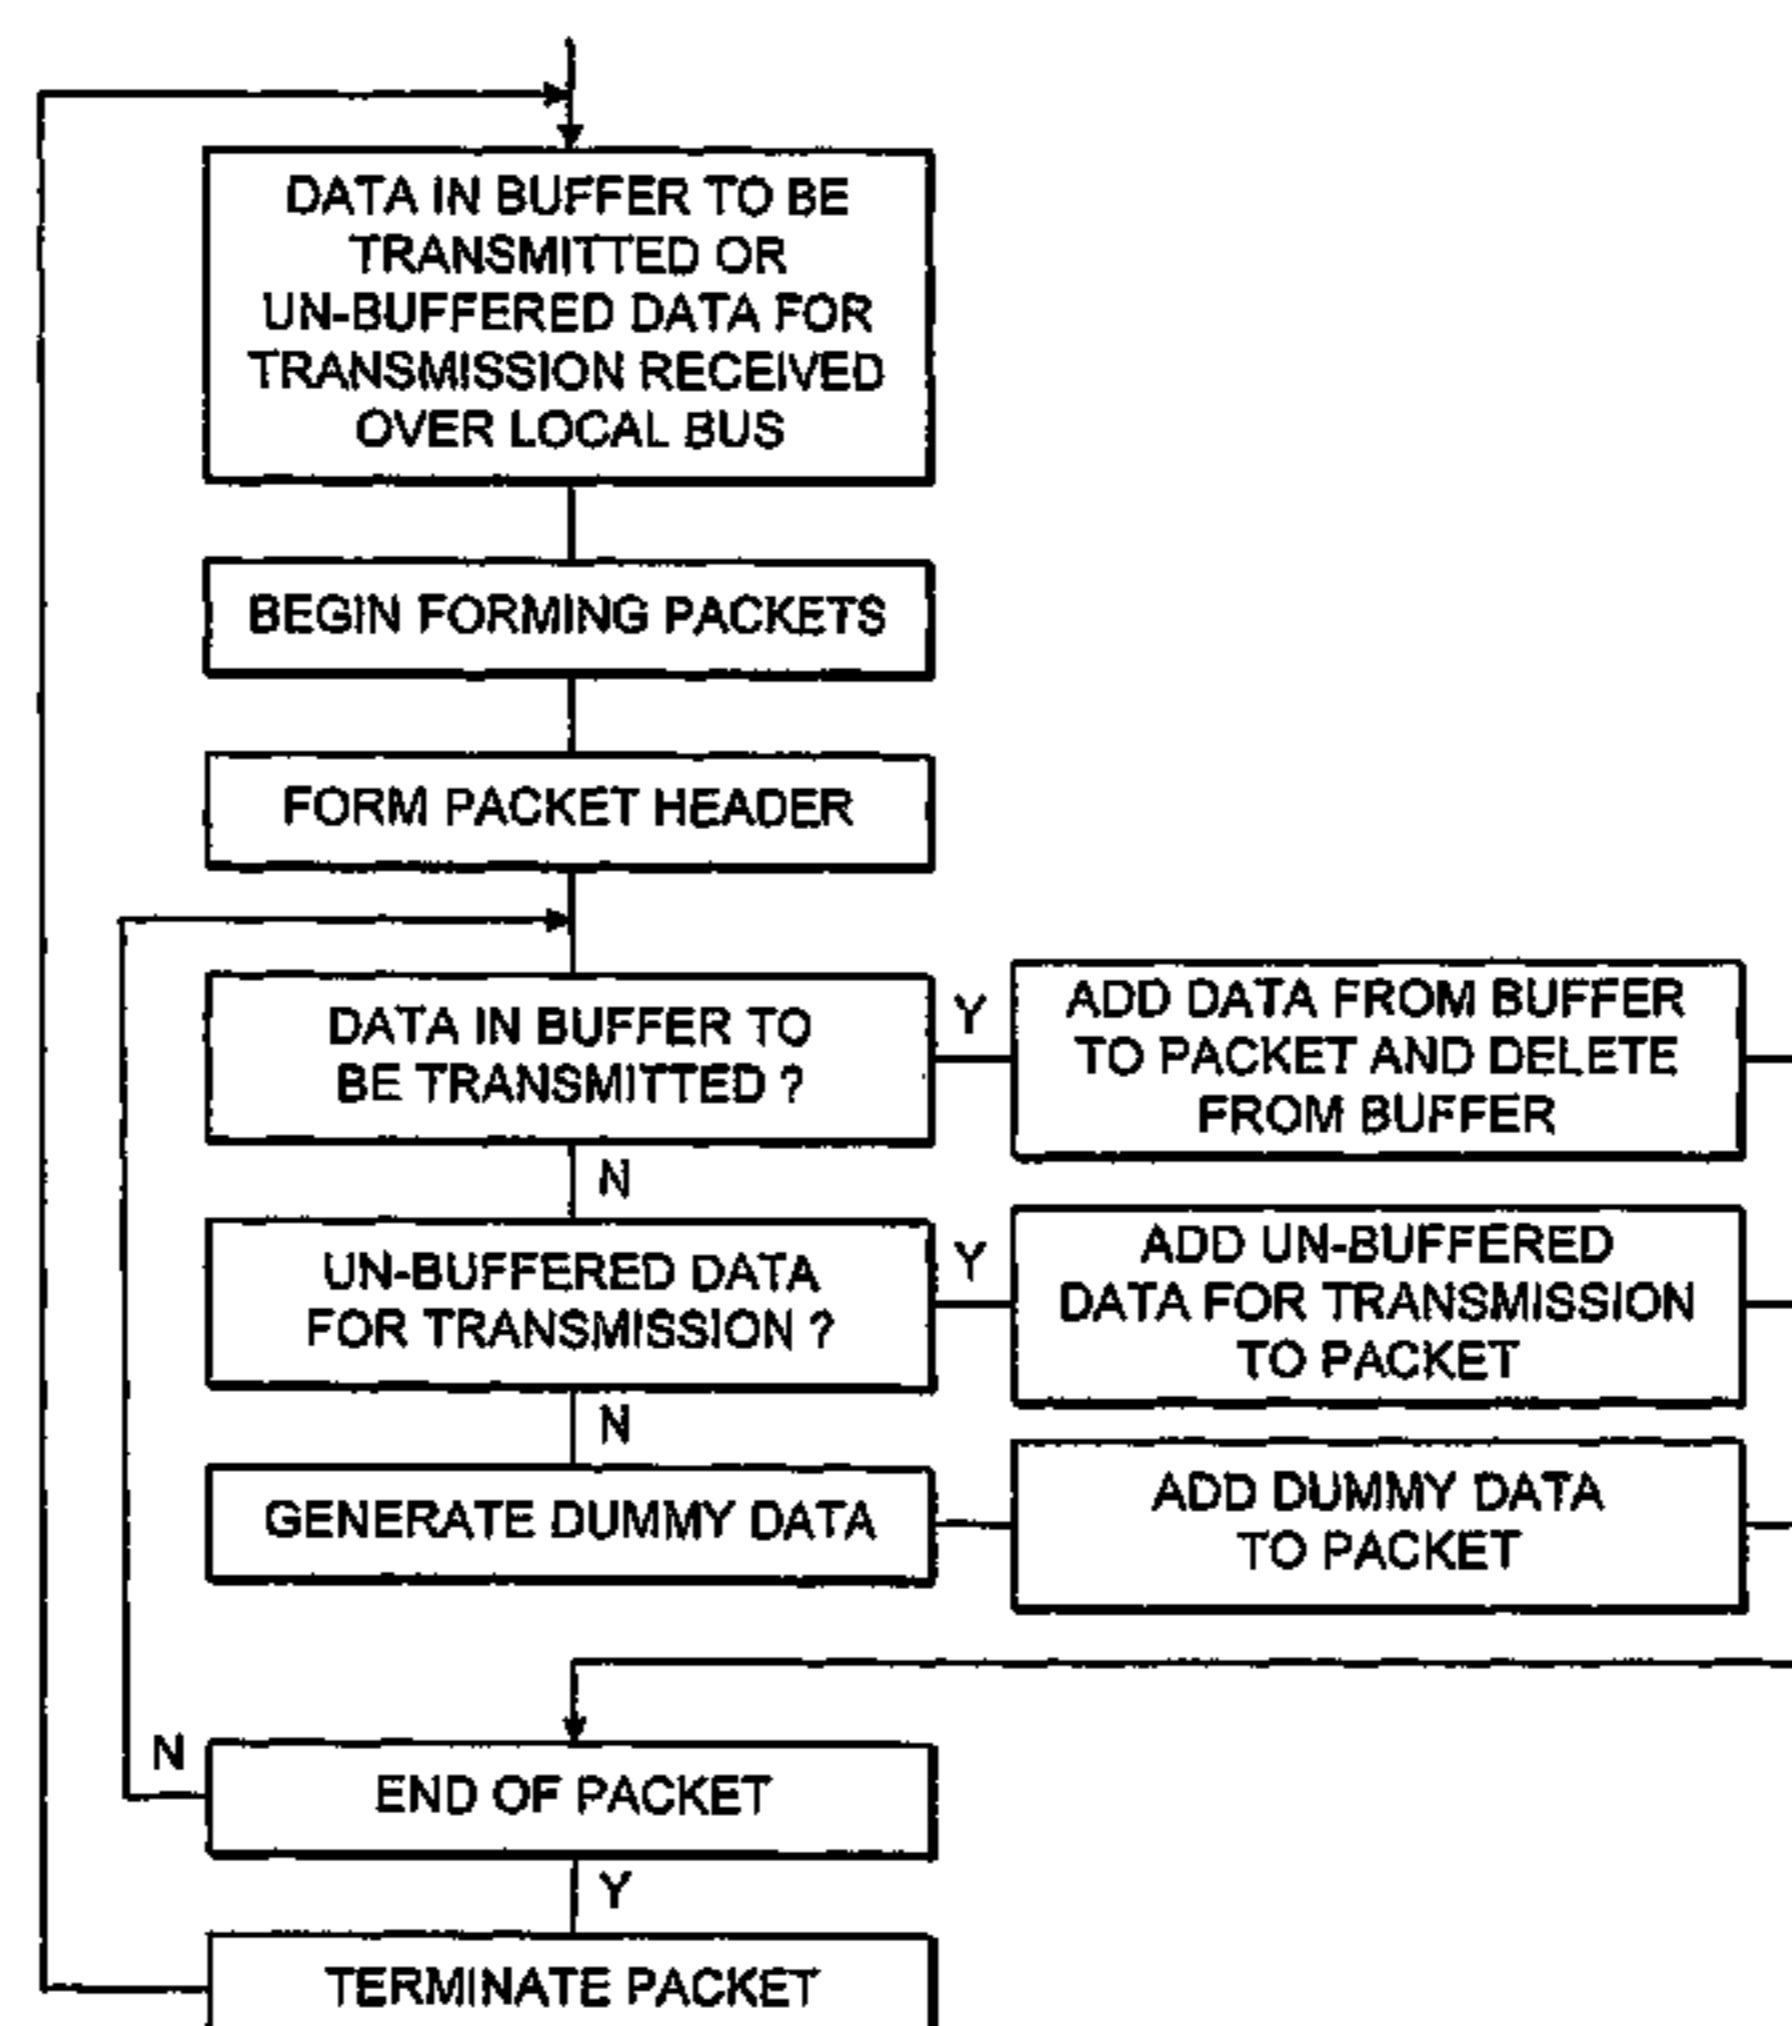 DATA IN BUFFER TO BE
TRANSMITTED OR
UN-BUFFERED DATA FOR
TRANSMISSION RECEIVED
OVER LOCAL BUS
BEGIN FORMING PACKETS
FORM PACKET HEADER
DATA IN BUFFER TO
BE TRANSMITTED ?
Y
ADD DATA FROM BUFFER
TO PACKET AND DELETE
FROM BUFFER
N
UN-BUFFERED DATA
FOR TRANSMISSION ?
Y
ADD UN-BUFFERED
DATA FOR TRANSMISSION
TO PACKET
N
GENERATE DUMMY DATA
ADD DUMMY DATA
TO PACKET
N
END OF PACKET
Y
TERMINATE PACKET